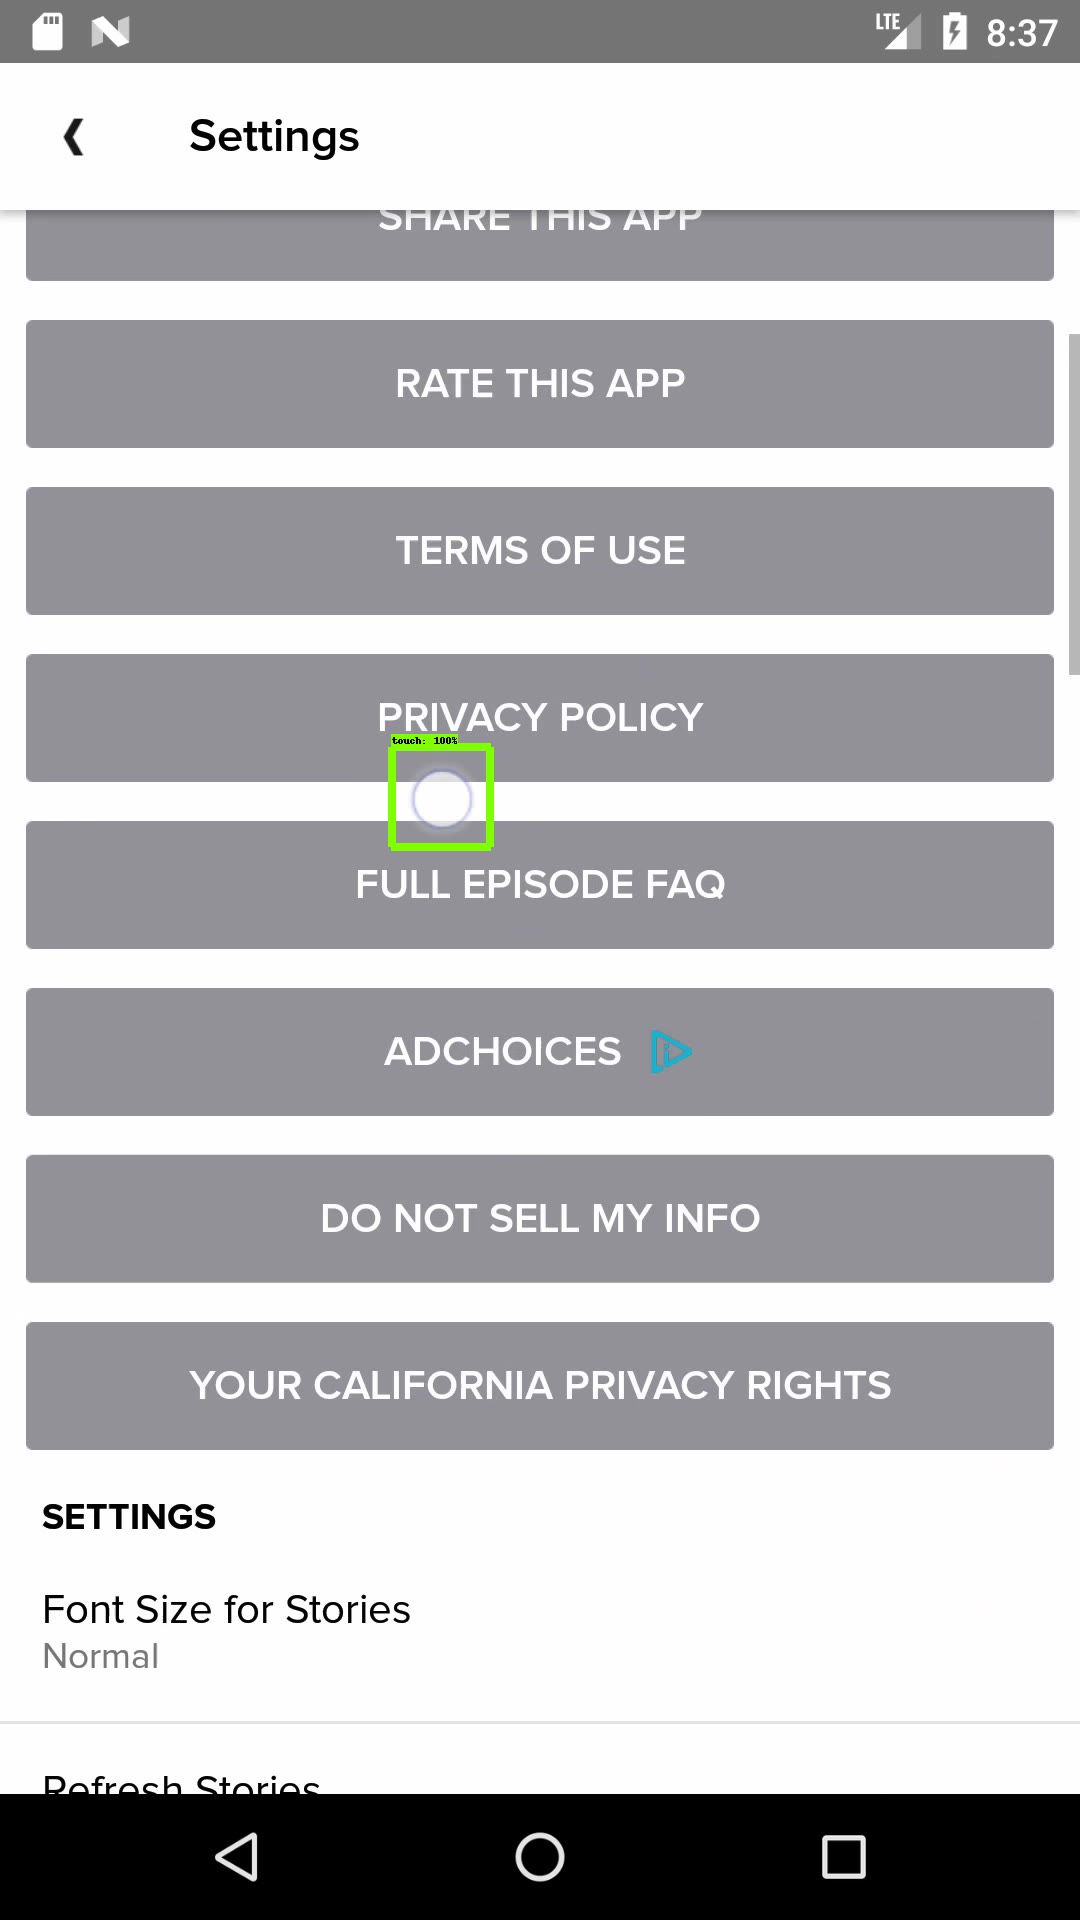 LTE 8:37
Settings
SHARE THIS APP
RATE THIS APP
TERMS OF USE
PRIVACY POLICY
touch: 100%
FULL EPISODE FAQ
ADCHOICES
DO NOT SELL MY INFO
YOUR CALIFORNIA PRIVACY RIGHTS
SETTINGS
Font Size for Stories
Normal
Refresh Stories